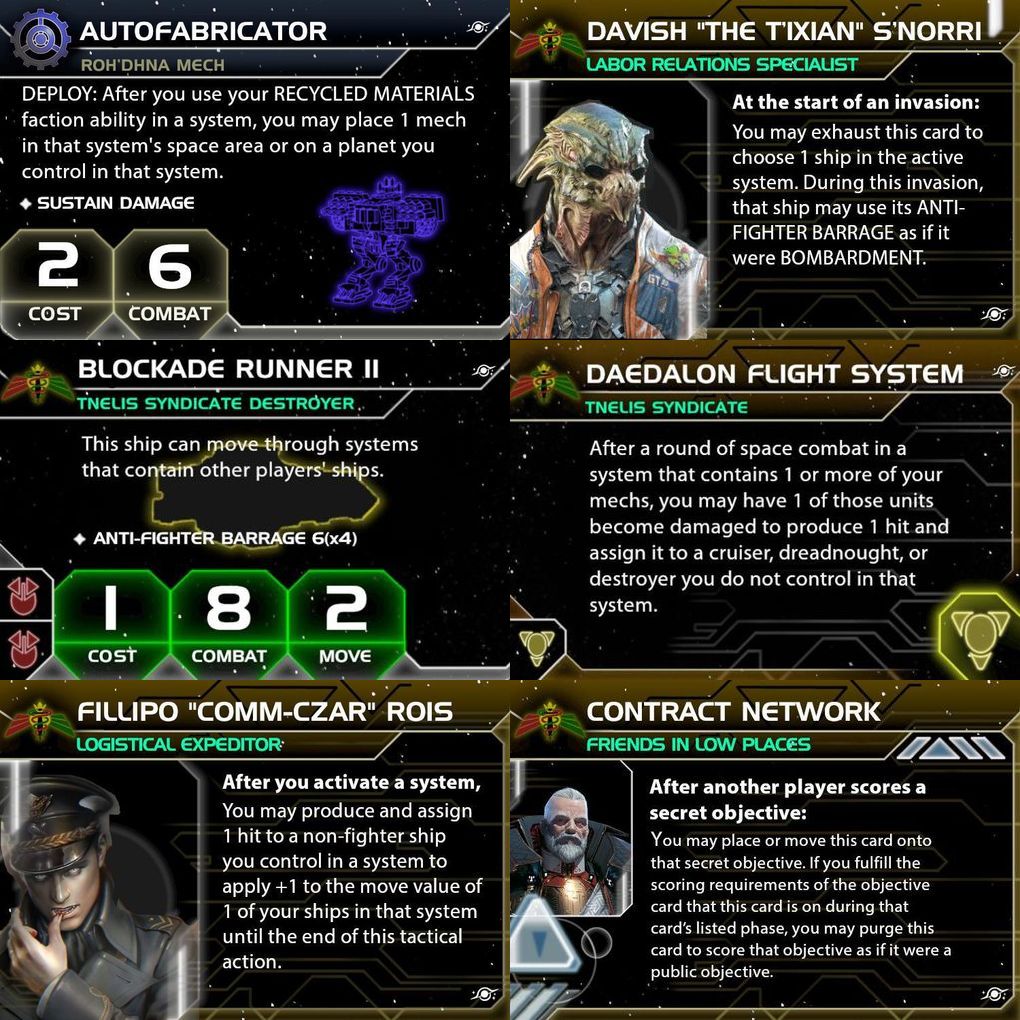 AUTOFABRICATOR
ROH'DHNA MECH
DEPLOY: After you use your RECYCLED MATERIALS
faction ability in a system, you may place 1 mech
in that system's space area or on a planet you
control in that system.
SUSTAIN DAMAGE
2
COST
6
COMBAT
DAVISH "THE T'IXIAN" S'NORRI
LABOR RELATIONS SPECIALIST
At the start of an invasion:
You may exhaust this card to
choose 1 ship in the active
system. During this invasion,
that ship may use its ANTI-
FIGHTER BARRAGE as if it
were BOMBARDMENT.
BLOCKADE RUNNER II
TNELIS SYNDICATE DESTROYER
This ship can move through systems
that contain other players' ships.
ANTI-FIGHTER BARRAGE 6(x4)
1
COST
8
COMBAT
2
MOVE
DAEDALON FLIGHT SYSTEM
TNELIS SYNDICATE
After a round of space combat in a
system that contains 1 or more of your
mechs, you may have 1 of those units
become damaged to produce 1 hit and
assign it to a cruiser, dreadnought, or
destroyer you do not control in that
system.
FILLIPO "COMM-CZAR" ROIS
LOGISTICAL EXPEDITOR
After you activate a system,
You may produce and assign
1 hit to a non-fighter ship
you control in a system to
apply +1 to the move value of
1 of your ships in that system
until the end of this tactical
action.
CONTRACT NETWORK
FRIENDS IN LOW PLACES
After another player scores a
secret objective:
You may place or move this card onto
that secret objective. If you fulfill the
scoring requirements of the objective
card that this card is on during that
card's listed phase, you may purge this
card to score that objective as if it were a
public objective.